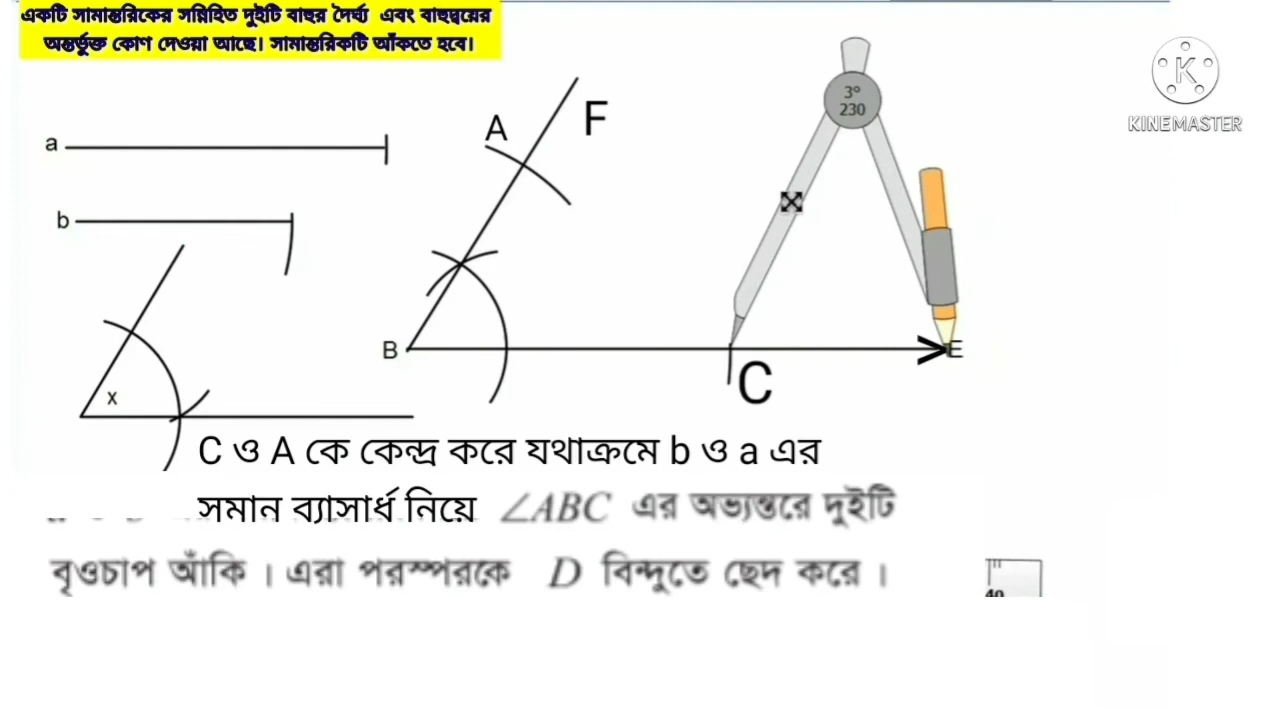 একটি সামান্তরিকের সন্নিহিত দুইটি বাহুর দৈর্ঘ্য এবং বাহুদ্বয়ের
অন্তর্ভুক্ত কোণ দেওয়া আছে। সামান্তরিকটি আঁকতে হবে।
3°
230
KINEMASTER
A
F
a
b
B
E
C
x
C ও A কে কেন্দ্র করে যথাক্রমে b ও a এর
সমান ব্যাসার্ধ নিয়ে ∠ABC এর অভ্যন্তরে দুইটি
বৃওচাপ আঁকি । এরা পরস্পরকে D বিন্দুতে ছেদ করে ।